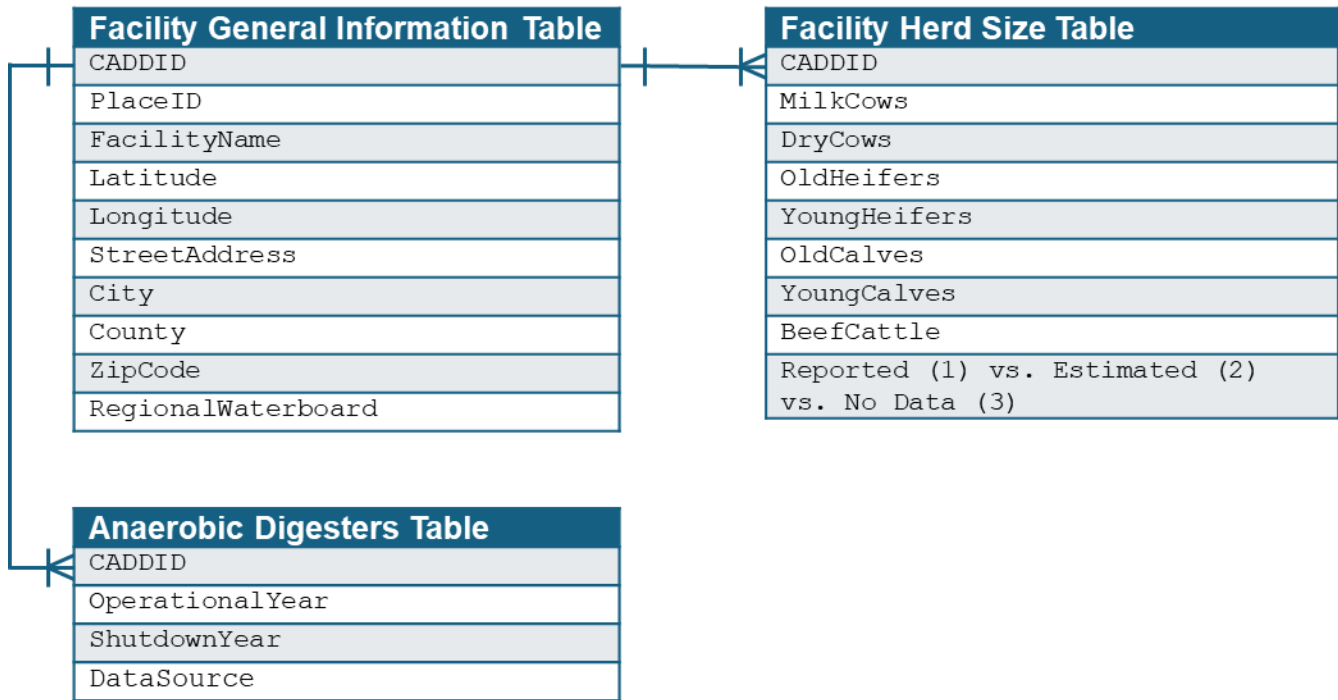 Facility General Information Table
CADDID
PlaceID
FacilityName
Latitude
Longitude
StreetAddress
City
County
ZipCode
RegionalWaterboard
Facility Herd Size Table
CADDID
MilkCows
DryCows
OldHeifers
YoungHeifers
OldCalves
YoungCalves
BeefCattle
Reported (1) vs. Estimated (2)
vs. No Data (3)
Anaerobic Digesters Table
CADDID
OperationalYear
ShutdownYear
DataSource